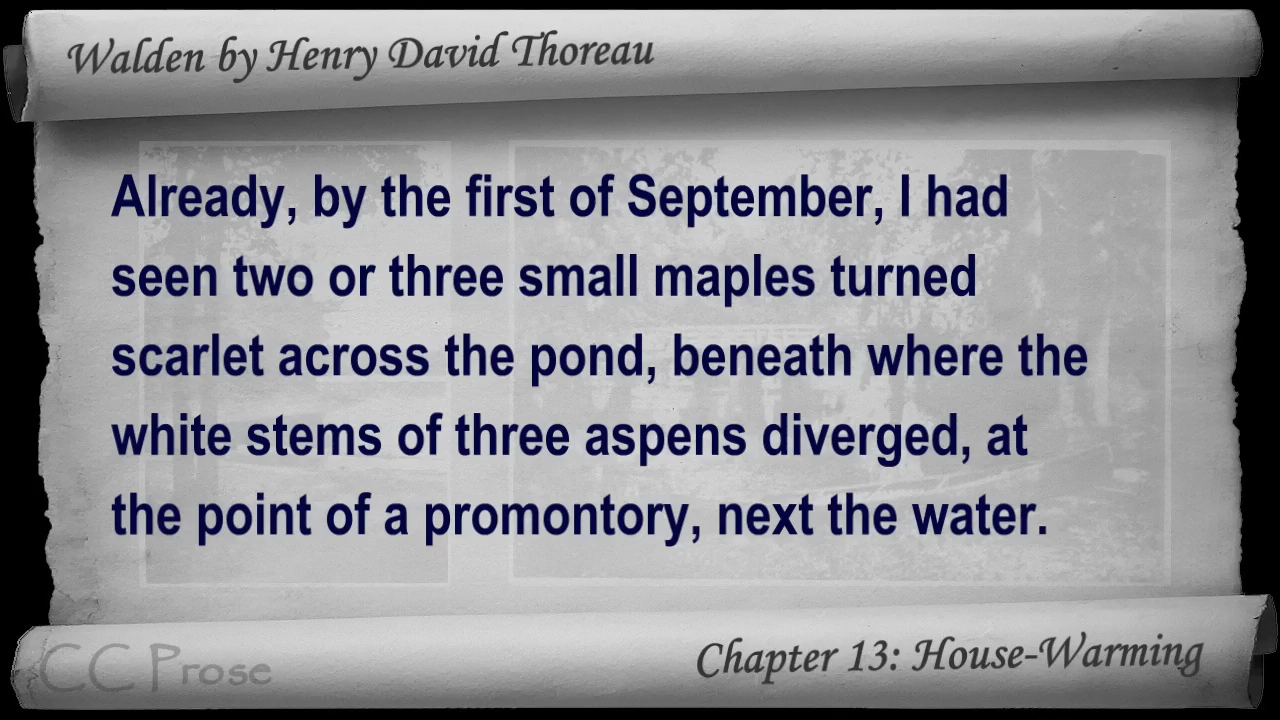 Walden by Henry David Thoreau
Already, by the first of September, I had
seen two or three small maples turned
scarlet across the pond, beneath where the
white stems of three aspens diverged, at
the point of a promontory, next the water.
CC Prose
Chapter 13: House-Warming